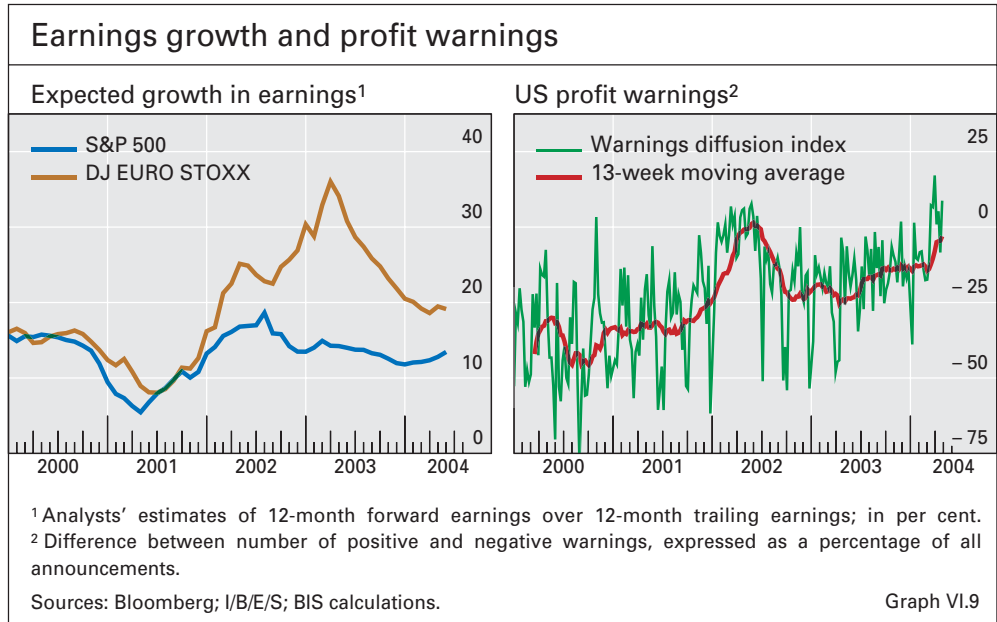 Earnings growth and profit warnings
Expected growth in earnings¹
S&P 500
DJ EURO STOXX
40
30
20
10
0
2000 2001 2002 2003 2004
US profit warnings²
Warnings diffusion index
13-week moving average
25
0
– 25
– 50
– 75
2000 2001 2002 2003 2004
¹ Analysts’ estimates of 12-month forward earnings over 12-month trailing earnings; in per cent.
² Difference between number of positive and negative warnings, expressed as a percentage of all
announcements.
Sources: Bloomberg; I/B/E/S; BIS calculations.
Graph VI.9